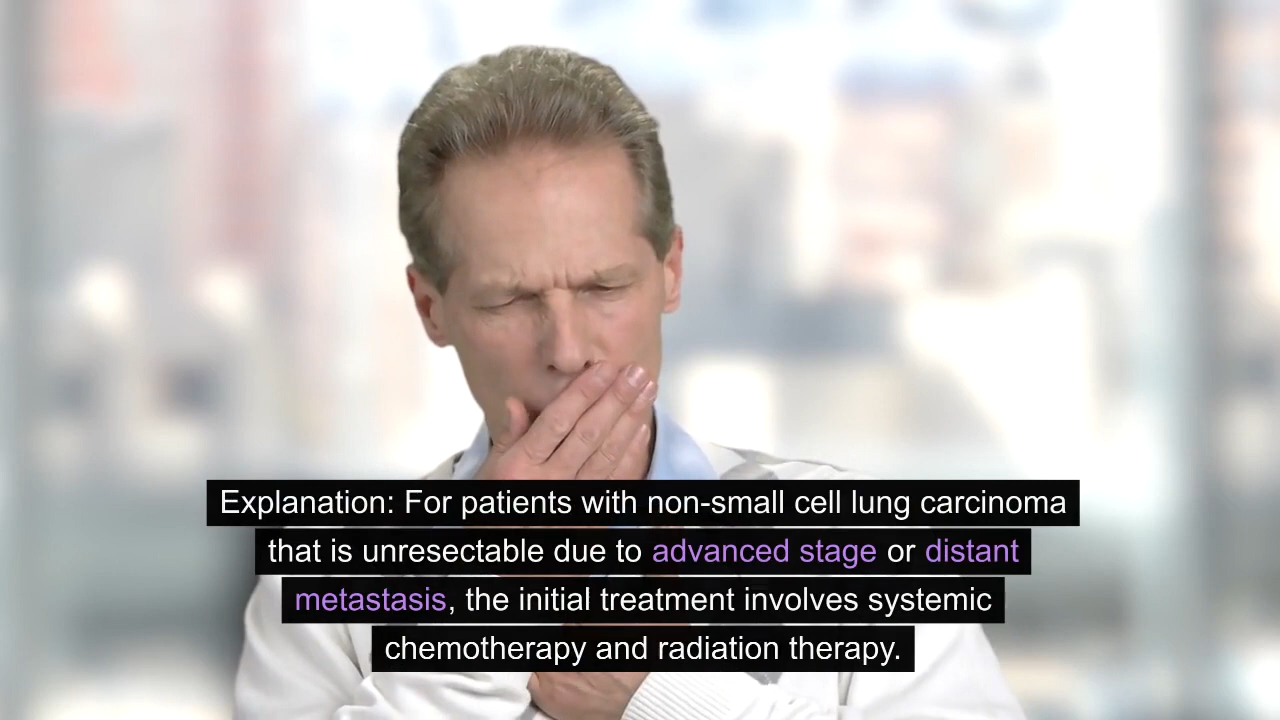 Explanation: For patients with non-small cell lung carcinoma
that is unresectable due to advanced stage or distant
metastasis, the initial treatment involves systemic
chemotherapy and radiation therapy.